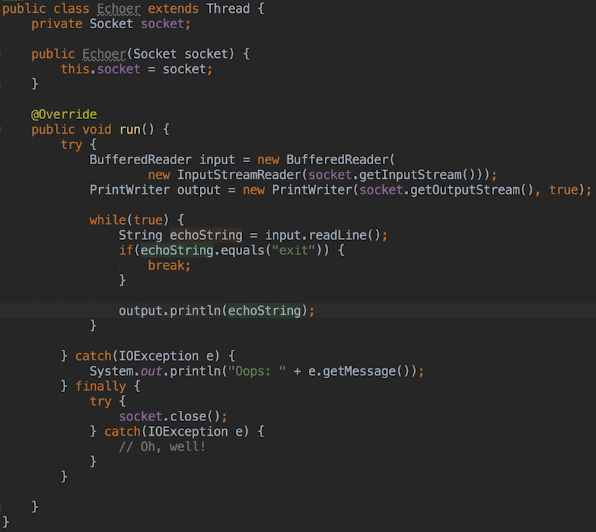 public class Echoer extends Thread {
    private Socket socket;

    public Echoer(Socket socket) {
        this.socket = socket;
    }

    @Override
    public void run() {
        try {
            BufferedReader input = new BufferedReader(
                    new InputStreamReader(socket.getInputStream()));
            PrintWriter output = new PrintWriter(socket.getOutputStream(), true);

            while(true) {
                String echoString = input.readLine();
                if(echoString.equals("exit")) {
                    break;
                }

                output.println(echoString);
            }

        } catch(IOException e) {
            System.out.println("Oops: " + e.getMessage());
        } finally {
            try {
                socket.close();
            } catch(IOException e) {
                // Oh, well!
            }
        }

    }
}